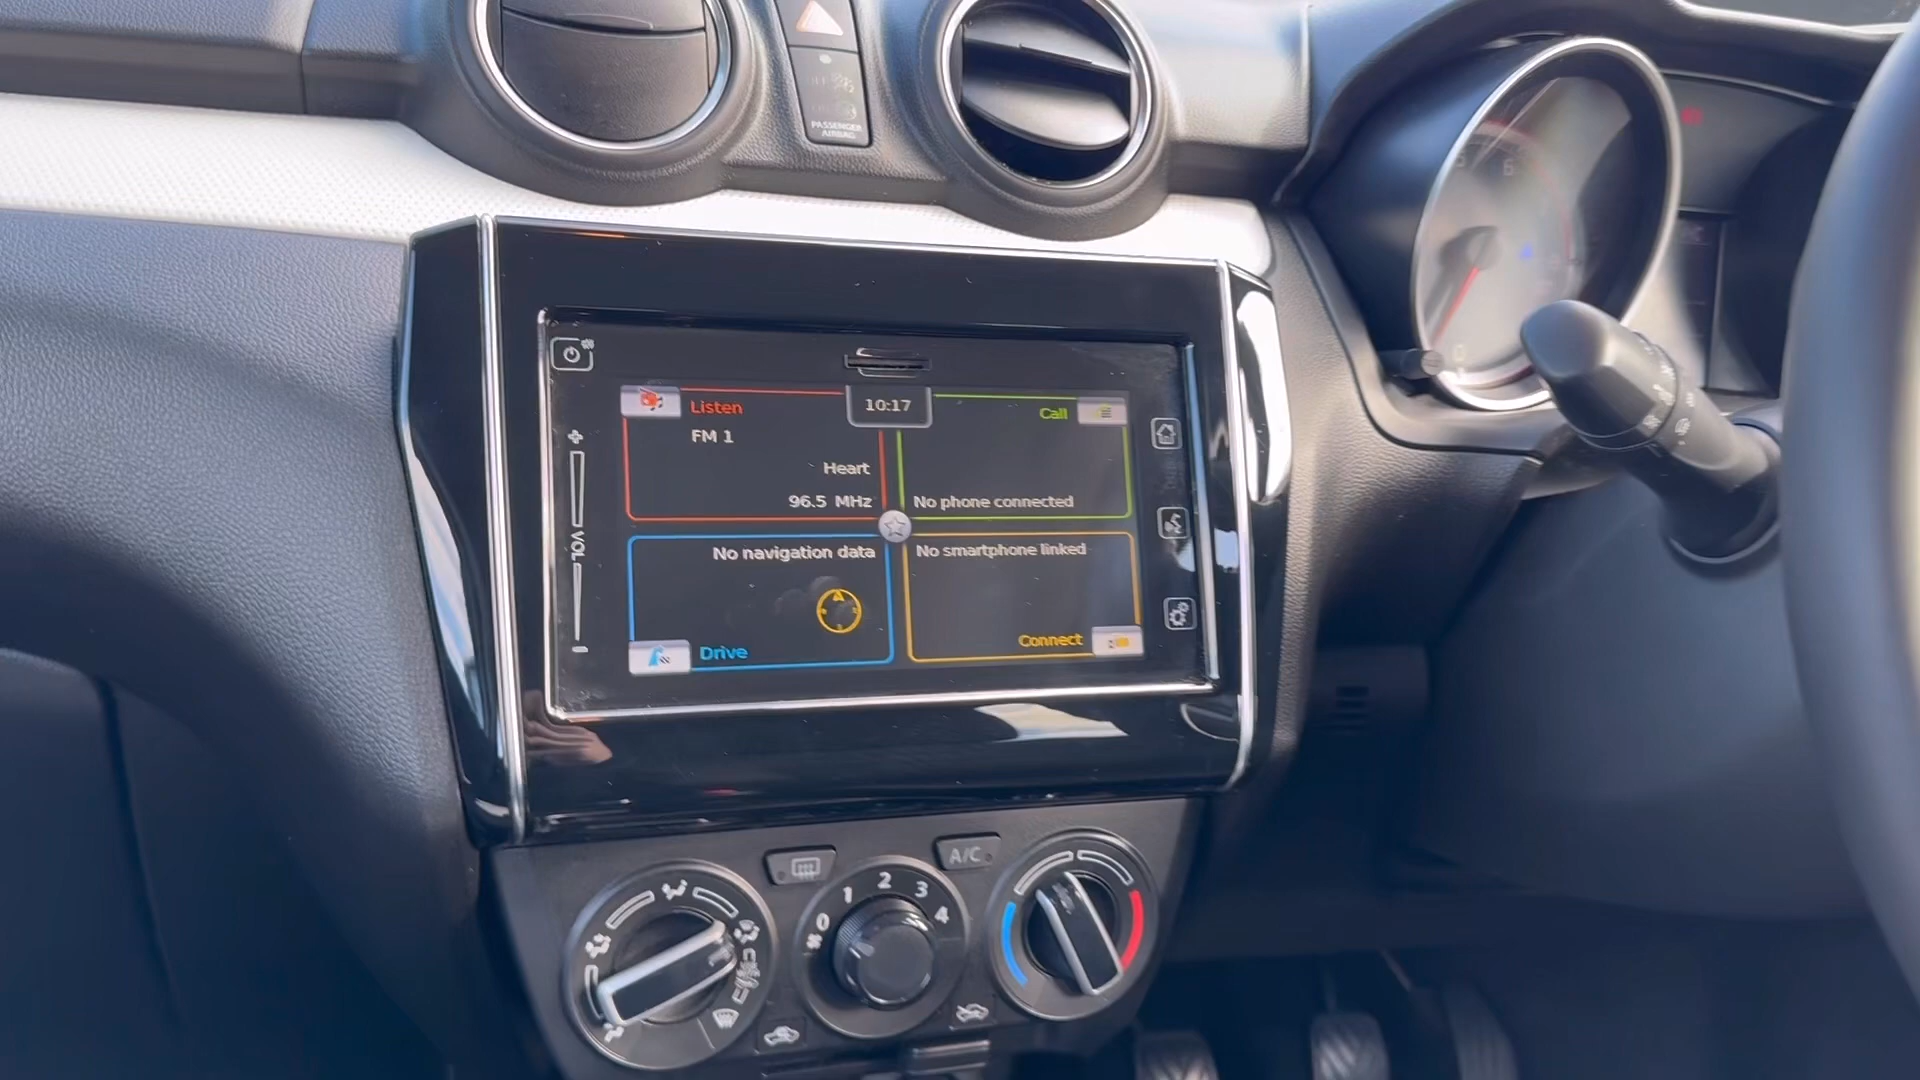 PASSENGER
AIRBAG
6
10:17
Listen
Call
FM 1
Heart
96.5 MHz
No phone connected
VOL
No navigation data
No smartphone linked
Drive
Connect
A/C
0 1 2 3 4